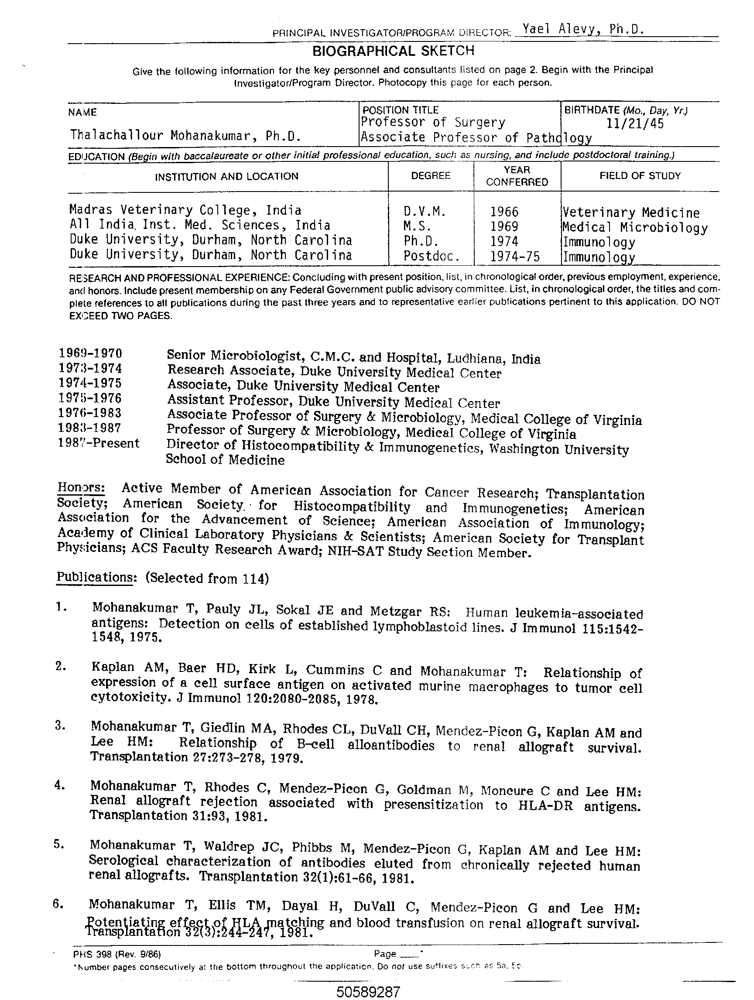 PRINCIPAL INVESTIGATOR/PROGRAM DIRECTOR: Yael Alevy, Ph.D.
BIOGRAPHICAL SKETCH
Give the following information for the key personnel and consultants listed on page 2. Begin with the Principal
Investigator/Program Director. Photocopy this page for each person.
NAME POSITION TITLE BIRTHDATE (Mo., Day, Yr.)
Professor of Surgery 11/21/45
Thalachallour Mohanakumar, Ph.D. Associate Professor of Pathology
EDUCATION (Begin with baccalaureate or other initial professional education, such as nursing, and include postdoctoral training.)
INSTITUTION AND LOCATION DEGREE YEAR CONFERRED FIELD OF STUDY
Madras Veterinary College, India D.V.M. 1966 Veterinary Medicine
All India Inst. Med. Sciences, India M.S. 1969 Medical Microbiology
Duke University, Durham, North Carolina Ph.D. 1974 Immunology
Duke University, Durham, North Carolina Postdoc. 1974-75 Immunology
RESEARCH AND PROFESSIONAL EXPERIENCE: Concluding with present position, list, in chronological order, previous employment, experience,
and honors. Include present membership on any Federal Government public advisory committee. List, in chronological order, the titles and com-
plete references to all publications during the past three years and to representative earlier publications pertinent to this application. DO NOT
EXCEED TWO PAGES.
1969-1970 Senior Microbiologist, C.M.C. and Hospital, Ludhiana, India
1973-1974 Research Associate, Duke University Medical Center
1974-1975 Associate, Duke University Medical Center
1975-1976 Assistant Professor, Duke University Medical Center
1976-1983 Associate Professor of Surgery & Microbiology, Medical College of Virginia
1983-1987 Professor of Surgery & Microbiology, Medical College of Virginia
1987-Present Director of Histocompatibility & Immunogenetics, Washington University
School of Medicine
Honors: Active Member of American Association for Cancer Research; Transplantation
Society; American Society for Histocompatibility and Immunogenetics; American
Association for the Advancement of Science; American Association of Immunology;
Academy of Clinical Laboratory Physicians & Scientists; American Society for Transplant
Physicians; ACS Faculty Research Award; NIH-SAT Study Section Member.
Publications: (Selected from 114)
1. Mohanakumar T, Pauly JL, Sokal JE and Metzgar RS: Human leukemia-associated
antigens: Detection on cells of established lymphoblastoid lines. J Immunol 115:1542-
1548, 1975.
2. Kaplan AM, Baer HD, Kirk L, Cummins C and Mohanakumar T: Relationship of
expression of a cell surface antigen on activated murine macrophages to tumor cell
cytotoxicity. J Immunol 120:2080-2085, 1978.
3. Mohanakumar T, Giedlin MA, Rhodes CL, DuVall CH, Mendez-Picon G, Kaplan AM and
Lee HM: Relationship of B-cell alloantibodies to renal allograft survival.
Transplantation 27:273-278, 1979.
4. Mohanakumar T, Rhodes C, Mendez-Picon G, Goldman M, Moncure C and Lee HM:
Renal allograft rejection associated with presensitization to HLA-DR antigens.
Transplantation 31:93, 1981.
5. Mohanakumar T, Waldrep JC, Phibbs M, Mendez-Picon G, Kaplan AM and Lee HM:
Serological characterization of antibodies eluted from chronically rejected human
renal allografts. Transplantation 32(1):61-66, 1981.
6. Mohanakumar T, Ellis TM, Dayal H, DuVall C, Mendez-Picon G and Lee HM:
Potentiating effect of HLA matching and blood transfusion on renal allograft survival.
Transplantation 32(3):244-247, 1981.
PHS 398 (Rev. 9/86) Page ___*
*Number pages consecutively at the bottom throughout the application. Do not use suffixes such as 5a, 5b.
50589287